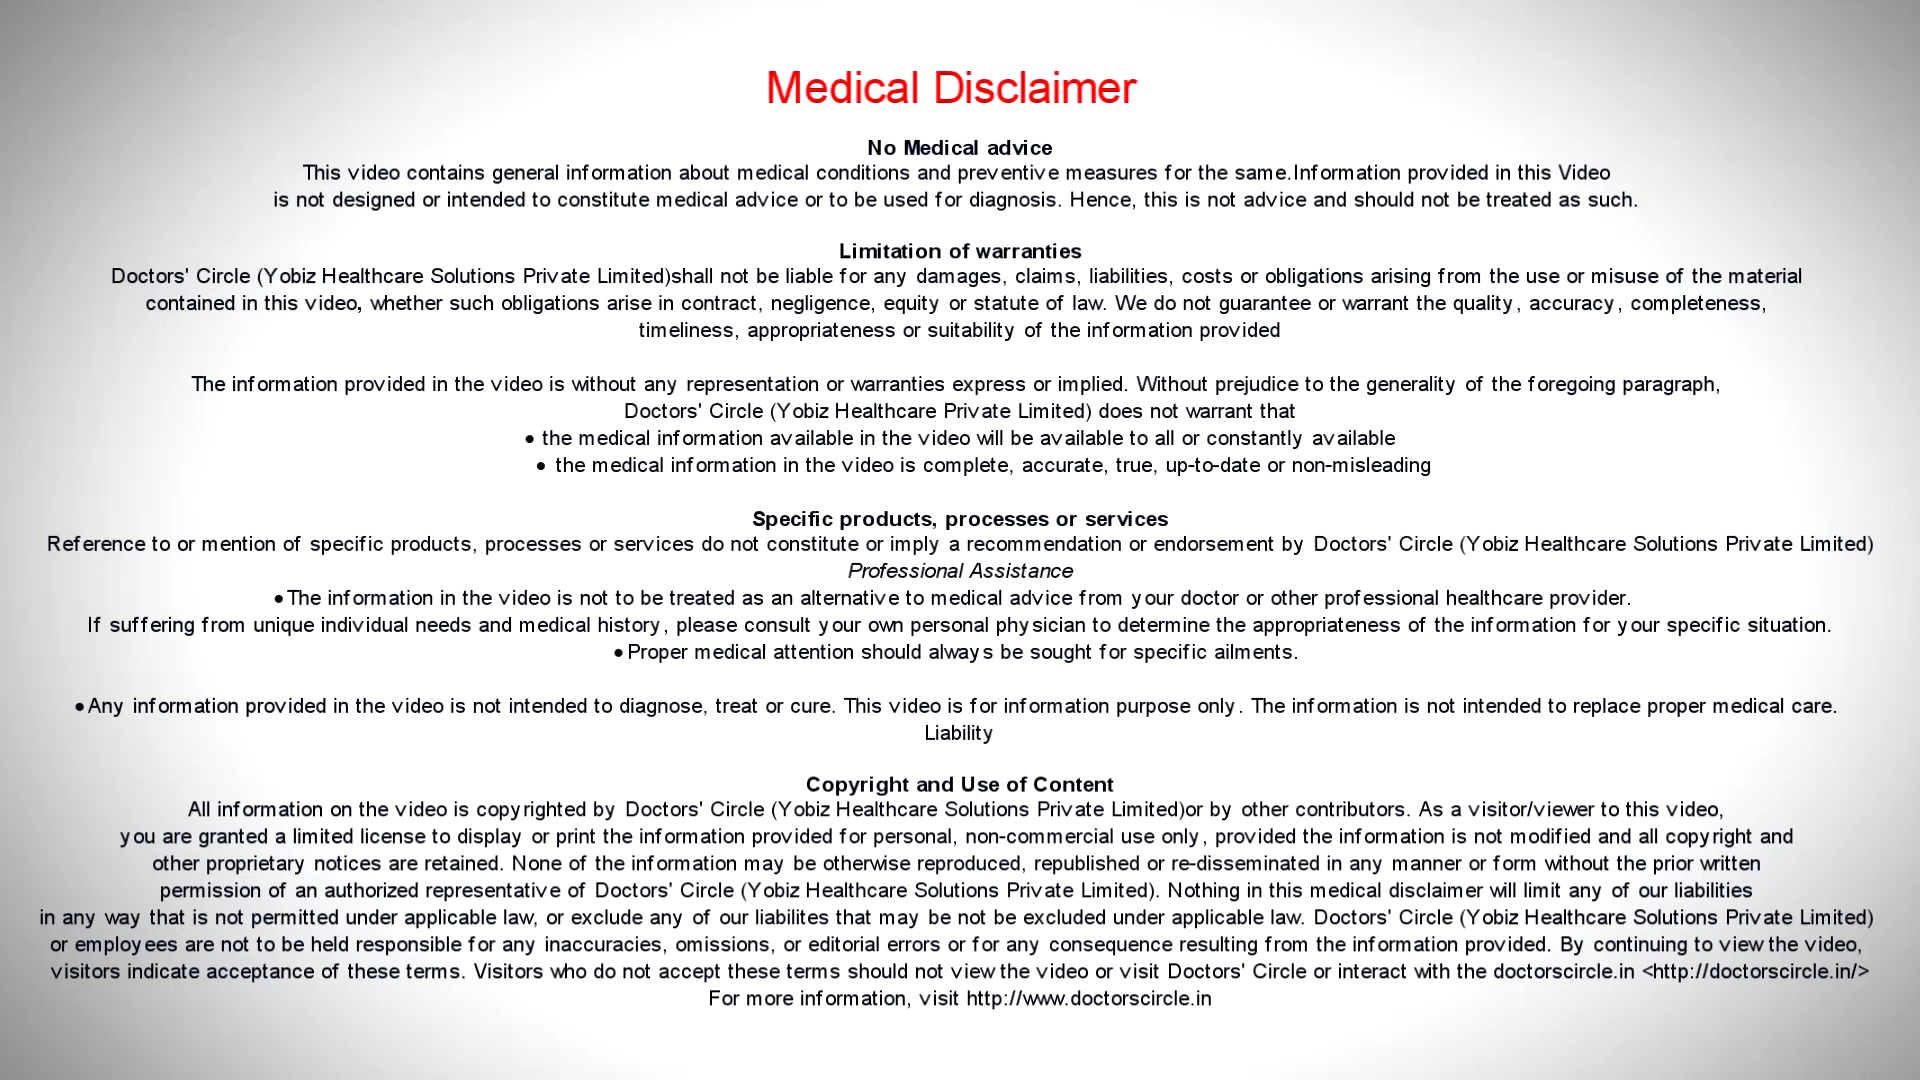 Medical Disclaimer
No Medical advice
This video contains general information about medical conditions and preventive measures for the same.Information provided in this Video
is not designed or intended to constitute medical advice or to be used for diagnosis. Hence, this is not advice and should not be treated as such.
Limitation of warranties
Doctors' Circle (Yobiz Healthcare Solutions Private Limited)shall not be liable for any damages, claims, liabilities, costs or obligations arising from the use or misuse of the material
contained in this video, whether such obligations arise in contract, negligence, equity or statute of law. We do not guarantee or warrant the quality, accuracy, completeness,
timeliness, appropriateness or suitability of the information provided
The information provided in the video is without any representation or warranties express or implied. Without prejudice to the generality of the foregoing paragraph,
Doctors' Circle (Yobiz Healthcare Private Limited) does not warrant that
• the medical information available in the video will be available to all or constantly available
• the medical information in the video is complete, accurate, true, up-to-date or non-misleading
Specific products, processes or services
Reference to or mention of specific products, processes or services do not constitute or imply a recommendation or endorsement by Doctors' Circle (Yobiz Healthcare Solutions Private Limited)
Professional Assistance
•The information in the video is not to be treated as an alternative to medical advice from your doctor or other professional healthcare provider.
If suffering from unique individual needs and medical history, please consult your own personal physician to determine the appropriateness of the information for your specific situation.
•Proper medical attention should always be sought for specific ailments.
•Any information provided in the video is not intended to diagnose, treat or cure. This video is for information purpose only. The information is not intended to replace proper medical care.
Liability
Copyright and Use of Content
All information on the video is copyrighted by Doctors' Circle (Yobiz Healthcare Solutions Private Limited)or by other contributors. As a visitor/viewer to this video,
you are granted a limited license to display or print the information provided for personal, non-commercial use only, provided the information is not modified and all copyright and
other proprietary notices are retained. None of the information may be otherwise reproduced, republished or re-disseminated in any manner or form without the prior written
permission of an authorized representative of Doctors' Circle (Yobiz Healthcare Solutions Private Limited). Nothing in this medical disclaimer will limit any of our liabilities
in any way that is not permitted under applicable law, or exclude any of our liabilites that may be not be excluded under applicable law. Doctors' Circle (Yobiz Healthcare Solutions Private Limited)
or employees are not to be held responsible for any inaccuracies, omissions, or editorial errors or for any consequence resulting from the information provided. By continuing to view the video,
visitors indicate acceptance of these terms. Visitors who do not accept these terms should not view the video or visit Doctors' Circle or interact with the doctorscircle.in <http://doctorscircle.in/>
For more information, visit http://www.doctorscircle.in